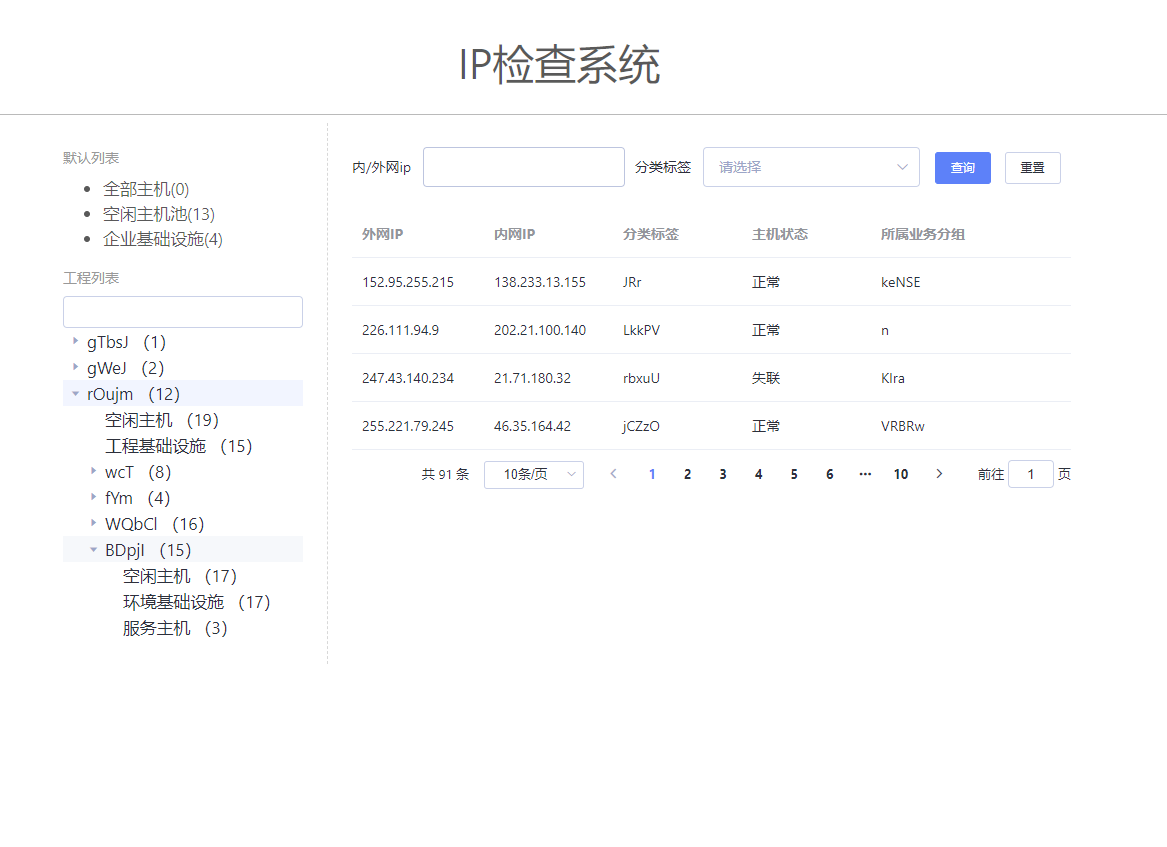 IP检查系统
默认列表
全部主机(0)
空闲主机池(13)
企业基础设施(4)
工程列表
gTbsJ (1)
gWeJ (2)
rOujm (12)
空闲主机 (19)
工程基础设施 (15)
wcT (8)
fYm (4)
WQbCl (16)
BDpjI (15)
空闲主机 (17)
环境基础设施 (17)
服务主机 (3)
内/外网ip 分类标签 请选择 查询 重置
外网IP 内网IP 分类标签 主机状态 所属业务分组
152.95.255.215 138.233.13.155 JRr 正常 keNSE
226.111.94.9 202.21.100.140 LkkPV 正常 n
247.43.140.234 21.71.180.32 rbxuU 失联 Klra
255.221.79.245 46.35.164.42 jCZzO 正常 VRBRw
共 91 条 10条/页 1 2 3 4 5 6 ··· 10 前往 1 页